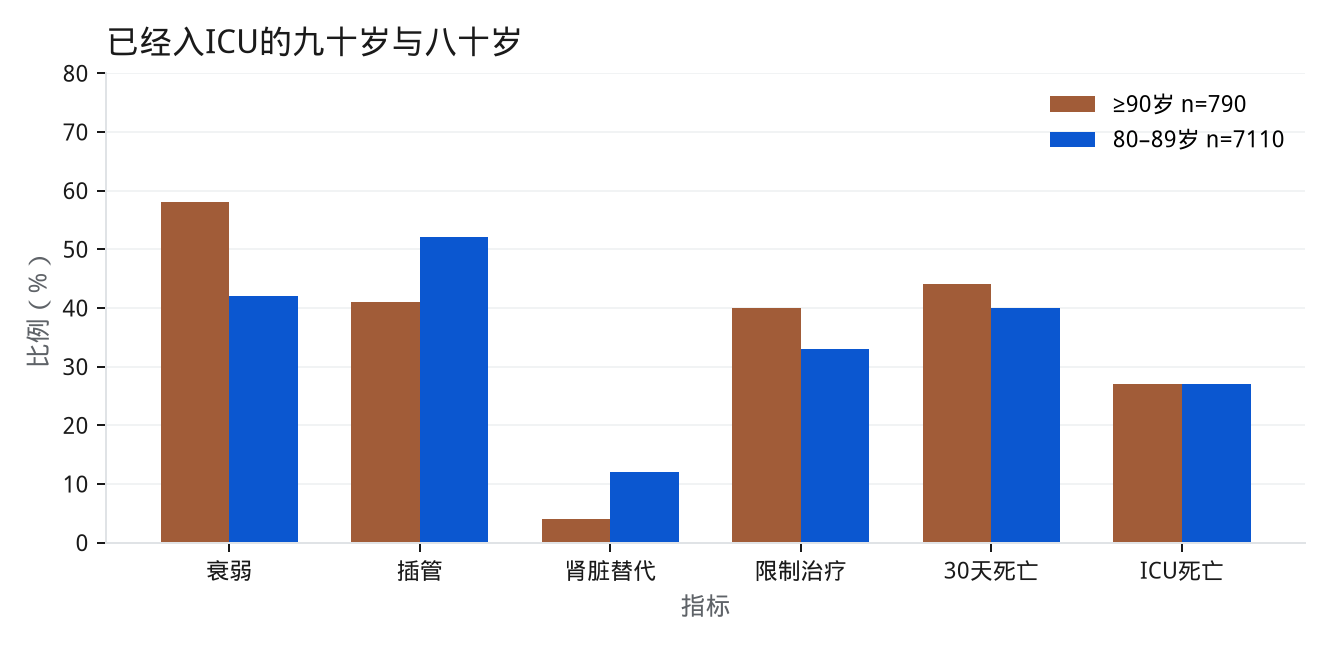 已经入ICU的九十岁与八十岁
≥90岁 n=790
80–89岁 n=7110
比例（%）
80
70
60
50
40
30
20
10
0
衰弱
插管
肾脏替代
限制治疗
30天死亡
ICU死亡
指标